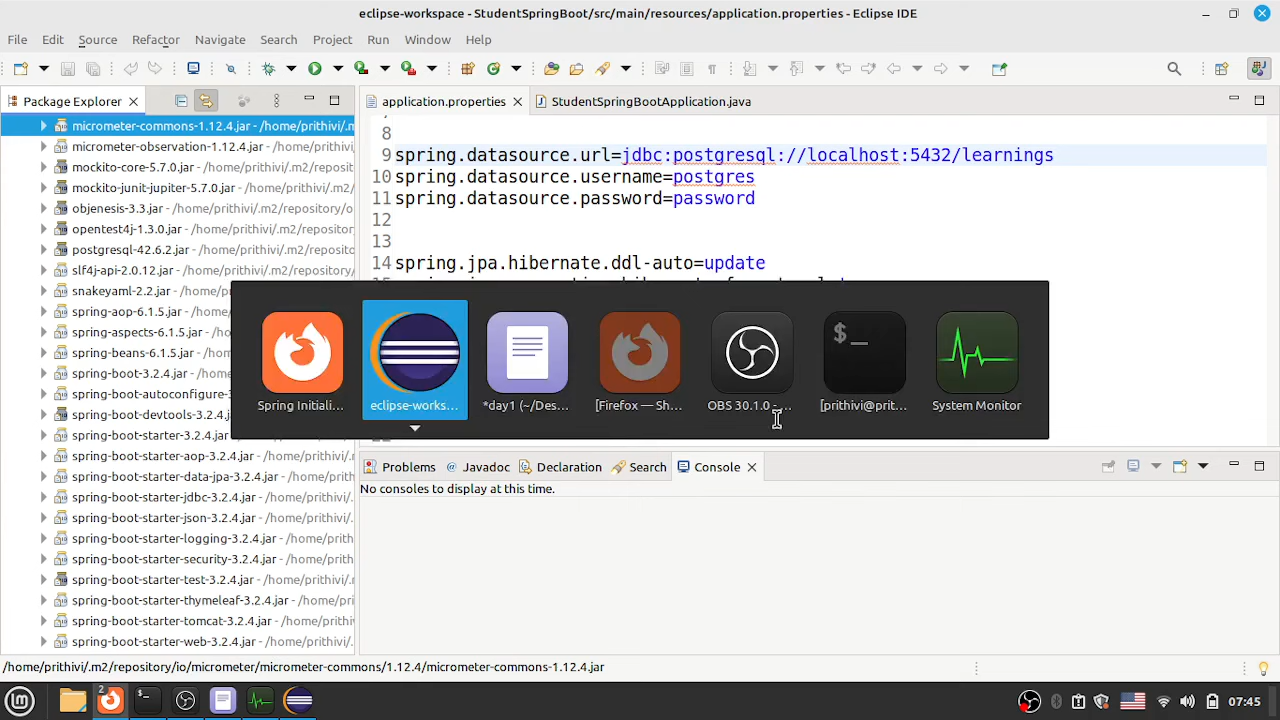 eclipse-workspace - StudentSpringBoot/src/main/resources/application.properties - Eclipse IDE
File Edit Source Refactor Navigate Search Project Run Window Help
Package Explorer
application.properties
StudentSpringBootApplication.java
micrometer-commons-1.12.4.jar - /home/prithivi/.m
micrometer-observation-1.12.4.jar - /home/prithivi
mockito-core-5.7.0.jar - /home/prithivi/.m2/reposit
mockito-junit-jupiter-5.7.0.jar - /home/prithivi/.m2
objenesis-3.3.jar - /home/prithivi/.m2/repository/o
opentest4j-1.3.0.jar - /home/prithivi/.m2/repositor
postgresql-42.6.2.jar - /home/prithivi/.m2/reposito
slf4j-api-2.0.12.jar - /home/prithivi/.m2/repository
snakeyaml-2.2.jar - /home/prithivi/.m2/repository/
spring-aop-6.1.5.jar
spring-aspects-6.1.5.jar
spring-beans-6.1.5.jar
spring-boot-3.2.4.jar
spring-boot-autoconfigure
spring-boot-devtools-3.2.4
spring-boot-starter-3.2.4.j
spring-boot-starter-aop-3.2.4.jar - /home/prithivi/.
spring-boot-starter-data-jpa-3.2.4.jar - /home/prith
spring-boot-starter-jdbc-3.2.4.jar - /home/prithivi/.
spring-boot-starter-json-3.2.4.jar - /home/prithivi/
spring-boot-starter-logging-3.2.4.jar - /home/prithi
spring-boot-starter-security-3.2.4.jar - /home/prith
spring-boot-starter-test-3.2.4.jar - /home/prithivi/.
spring-boot-starter-thymeleaf-3.2.4.jar - /home/pri
spring-boot-starter-tomcat-3.2.4.jar - /home/prithi
spring-boot-starter-web-3.2.4.jar - /home/prithivi/.
8
9 spring.datasource.url=jdbc:postgresql://localhost:5432/learnings
10 spring.datasource.username=postgres
11 spring.datasource.password=password
12
13
14 spring.jpa.hibernate.ddl-auto=update
Spring Initiali...
eclipse-works...
*day1 (~/Des...
[Firefox — Sh...
OBS 30.1.0 -...
[prithivi@prit...
System Monitor
$_
Problems @ Javadoc Declaration Search Console
No consoles to display at this time.
/home/prithivi/.m2/repository/io/micrometer/micrometer-commons/1.12.4/micrometer-commons-1.12.4.jar
2
07:45